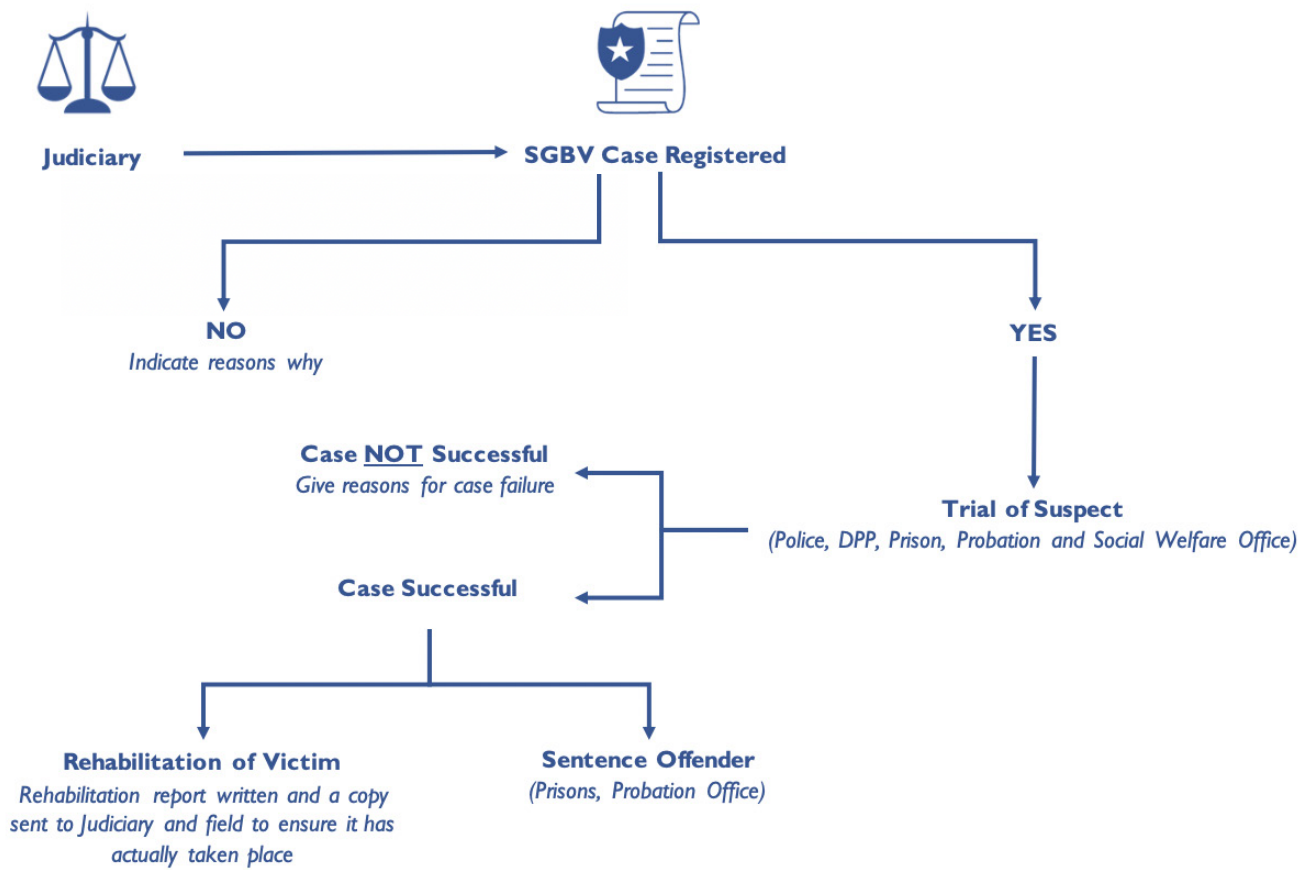 Judiciary
SGBV Case Registered
NO
Indicate reasons why
YES
Case NOT Successful
Give reasons for case failure
Trial of Suspect
(Police, DPP, Prison, Probation and Social Welfare Office)
Case Successful
Rehabilitation of Victim
Rehabilitation report written and a copy
sent to Judiciary and field to ensure it has
actually taken place
Sentence Offender
(Prisons, Probation Office)